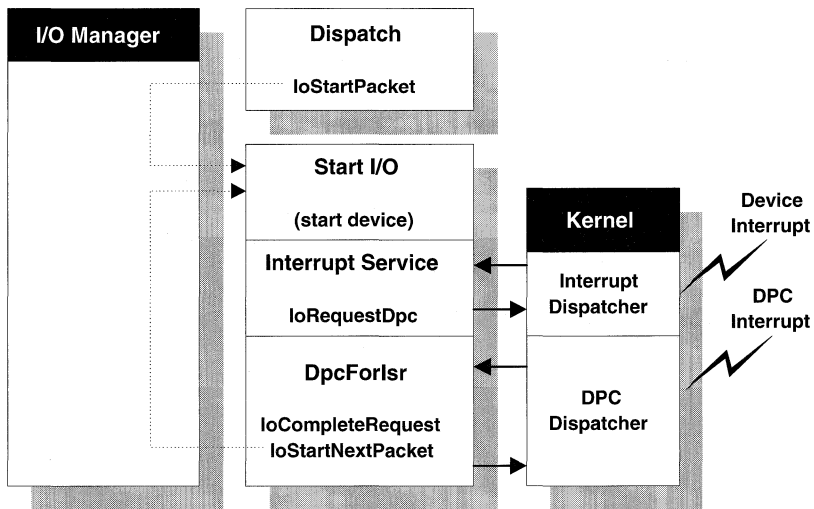 I/O Manager
Dispatch
IoStartPacket
Start I/O
(start device)
Interrupt Service
IoRequestDpc
DpcForIsr
IoCompleteRequest
IoStartNextPacket
Kernel
Interrupt
Dispatcher
DPC
Dispatcher
Device
Interrupt
DPC
Interrupt